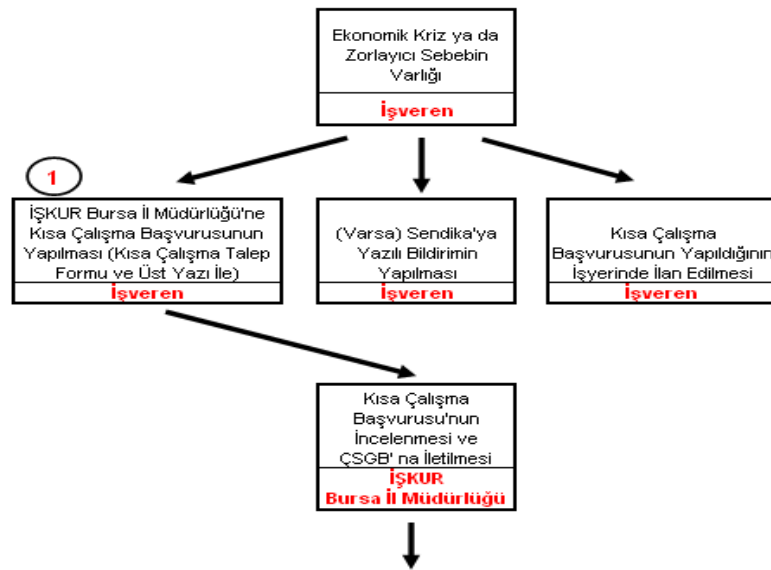 Ekonomik Kriz ya da
Zorlayıcı Sebebin
Varlığı
İşveren
1
İŞKUR Bursa İl Müdürlüğü'ne
Kısa Çalışma Başvurusunun
Yapılması (Kısa Çalışma Talep
Formu ve Üst Yazı İle)
İşveren
(Varsa) Sendika'ya
Yazılı Bildirimin
Yapılması
İşveren
Kısa Çalışma
Başvurusunun Yapıldığının
İşyerinde İlan Edilmesi
İşveren
Kısa Çalışma
Başvurusu'nun
İncelenmesi ve
ÇSGB' na İletilmesi
İŞKUR
Bursa İl Müdürlüğü